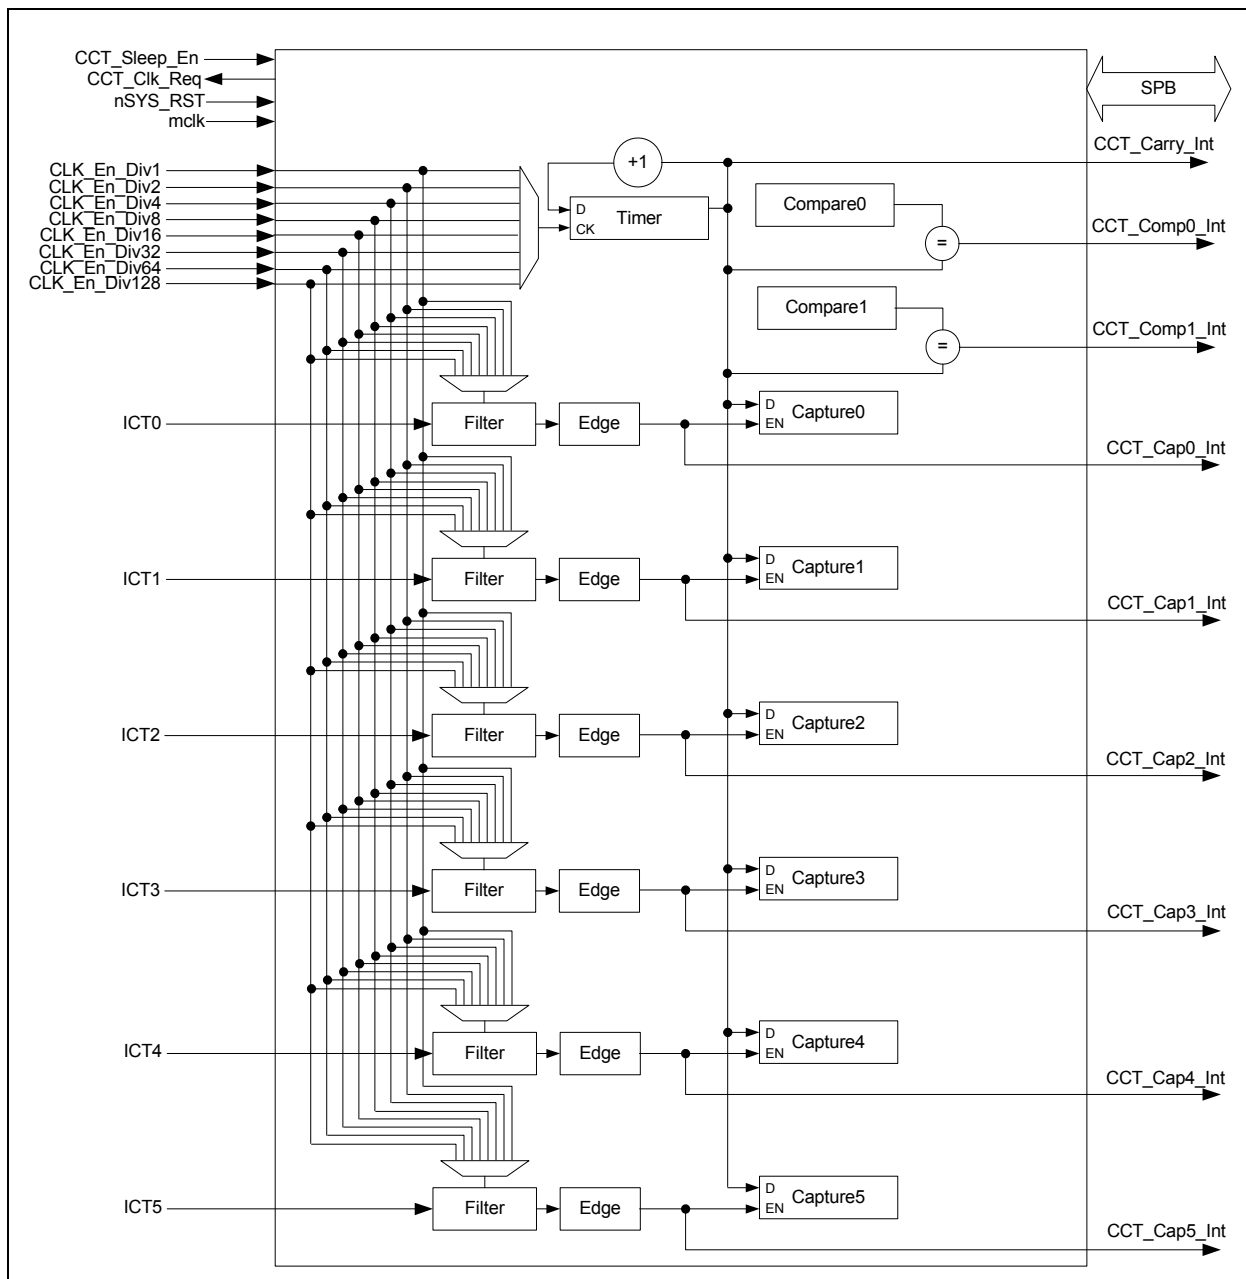 CCT_Sleep_En
CCT_Clk_Req
nSYS_RST
mclk
SPB
CCT_Carry_Int
+1
CLK_En_Div1
CLK_En_Div2
CLK_En_Div4
CLK_En_Div8
CLK_En_Div16
CLK_En_Div32
CLK_En_Div64
CLK_En_Div128
D
CK
Timer
Compare0
=
CCT_Comp0_Int
Compare1
=
CCT_Comp1_Int
ICT0
Filter
Edge
D
EN
Capture0
CCT_Cap0_Int
ICT1
Filter
Edge
D
EN
Capture1
CCT_Cap1_Int
ICT2
Filter
Edge
D
EN
Capture2
CCT_Cap2_Int
ICT3
Filter
Edge
D
EN
Capture3
CCT_Cap3_Int
ICT4
Filter
Edge
D
EN
Capture4
CCT_Cap4_Int
ICT5
Filter
Edge
D
EN
Capture5
CCT_Cap5_Int